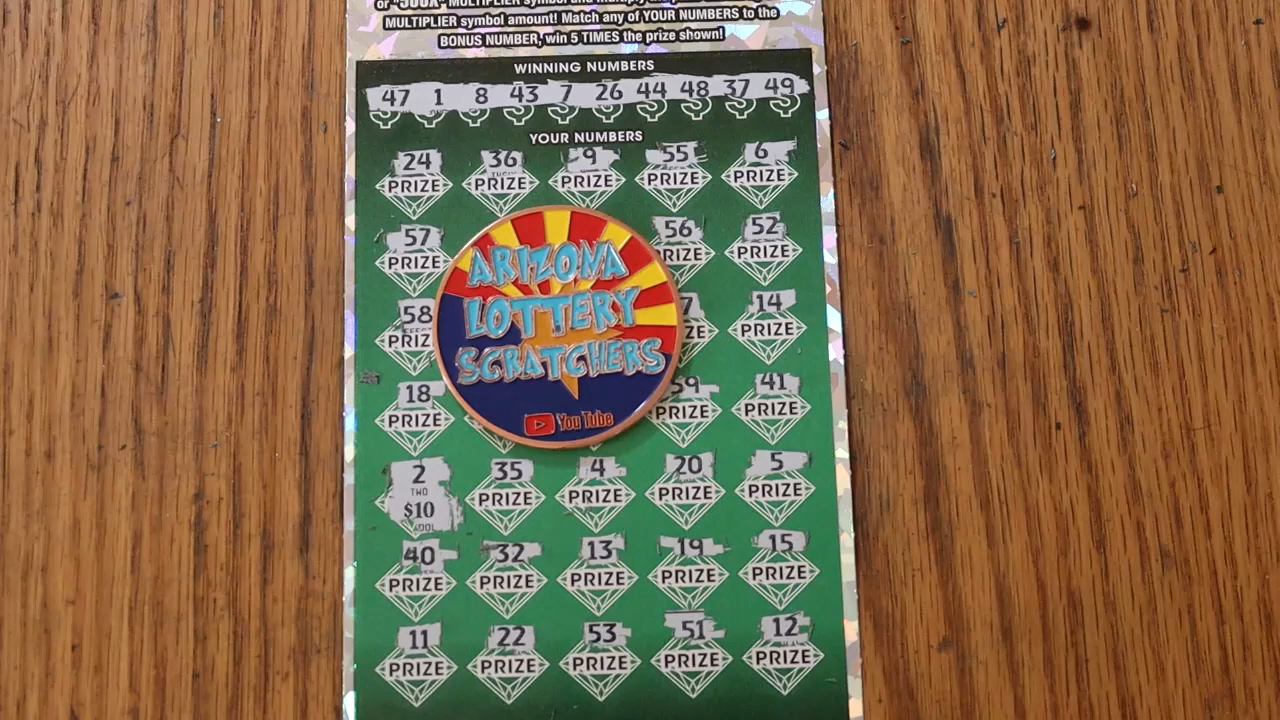 MULTIPLIER symbol amount! Match any of YOUR NUMBERS to the
BONUS NUMBER, win 5 TIMES the prize shown!
WINNING NUMBERS
47 1 8 43 7 26 44 48 37 49
YOUR NUMBERS
24 36 9 55 6
PRIZE PRIZE PRIZE PRIZE PRIZE
57 56 52
PRIZE PRIZE PRIZE
ARIZONA
LOTTERY
SCRATCHERS
YouTube
58 14
PRIZE PRIZE
18 59 41
PRIZE PRIZE PRIZE
2 35 4 20 5
TWO
$10 PRIZE PRIZE PRIZE PRIZE
40 32 13 19 15
PRIZE PRIZE PRIZE PRIZE PRIZE
11 22 53 51 12
PRIZE PRIZE PRIZE PRIZE PRIZE